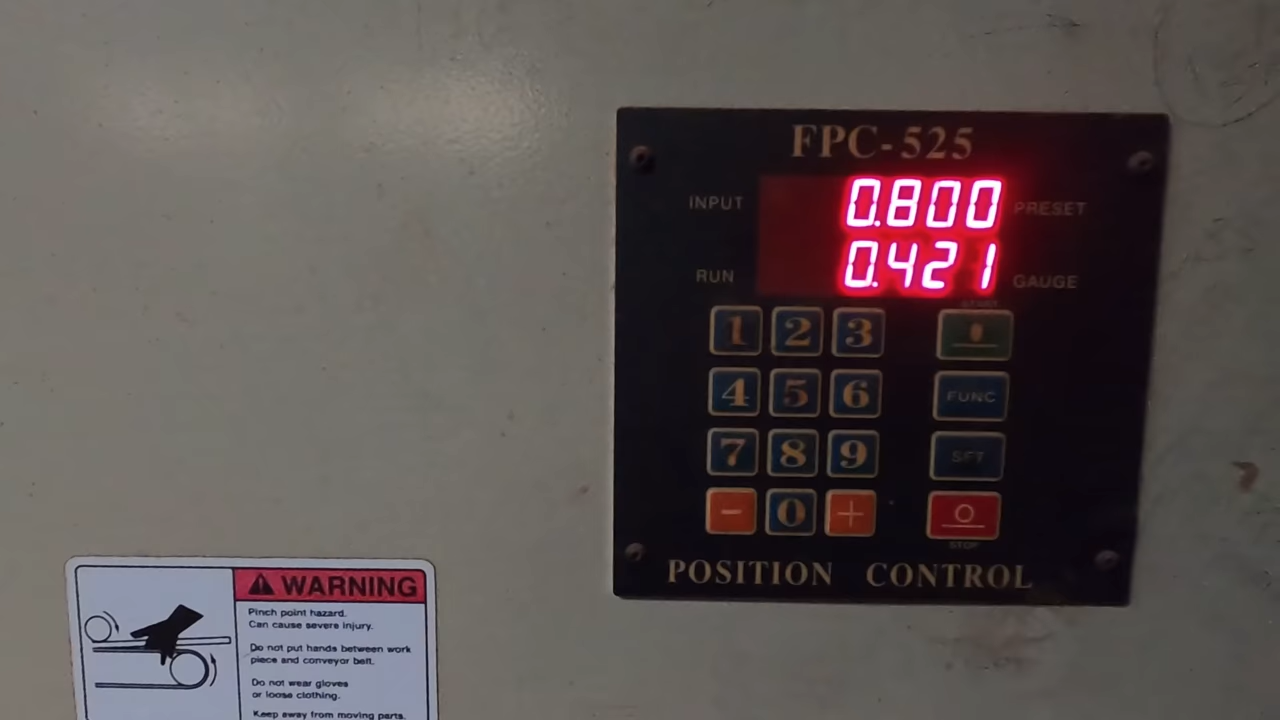 FPC-525
INPUT 0.800 PRESET
RUN 0.421 GAUGE
START
1 2 3
4 5 6 FUNC
7 8 9 SET
- 0 +
STOP
POSITION CONTROL
WARNING
Pinch point hazard.
Can cause severe injury.
Do not put hands between work
piece and conveyor belt.
Do not wear gloves
or loose clothing.
Keep away from moving parts.